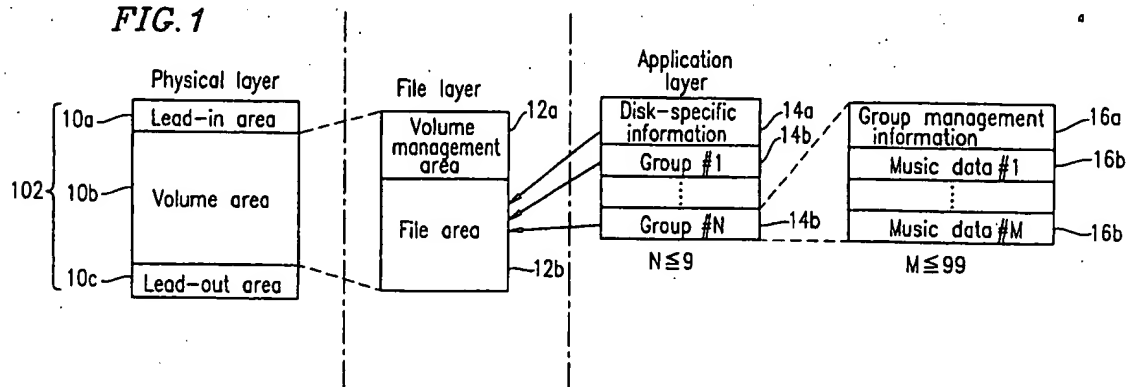 FIG. 1
Physical layer
10a
Lead-in area
102
10b
Volume area
10c
Lead-out area
File layer
12a
Volume
management
area
File area
12b
Application
layer
Disk-specific
information
14a
14b
Group #1
Group #N
14b
N≦9
Group management
information
16a
Music data #1
16b
Music data #M
16b
M≦99